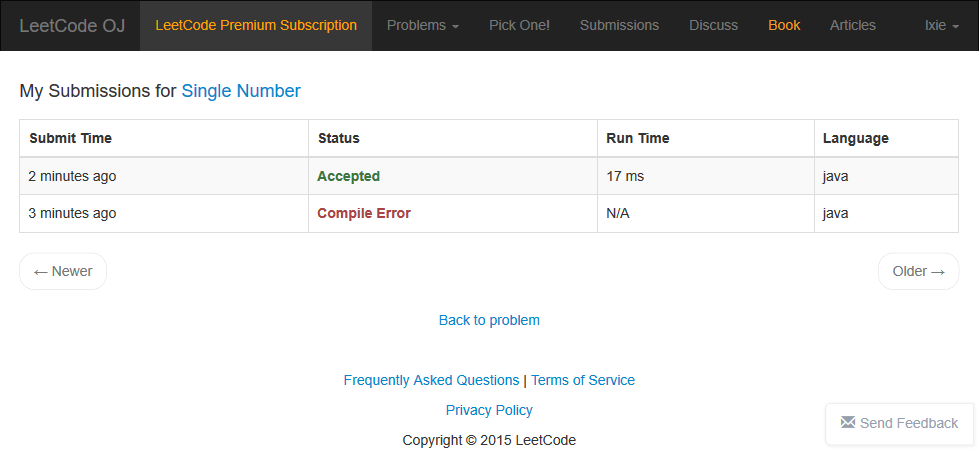 LeetCode OJ LeetCode Premium Subscription Problems Pick One! Submissions Discuss Book Articles lxie
My Submissions for Single Number
Submit Time Status Run Time Language
2 minutes ago Accepted 17 ms java
3 minutes ago Compile Error N/A java
← Newer Older →
Back to problem
Frequently Asked Questions | Terms of Service
Privacy Policy
Send Feedback
Copyright © 2015 LeetCode